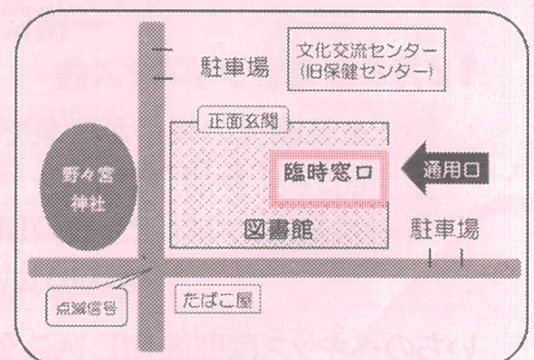 駐車場
文化交流センター
(旧保健センター)
正面玄関
野々宮
神社
臨時窓口
通用口
図書館
駐車場
点滅信号
たばこ屋